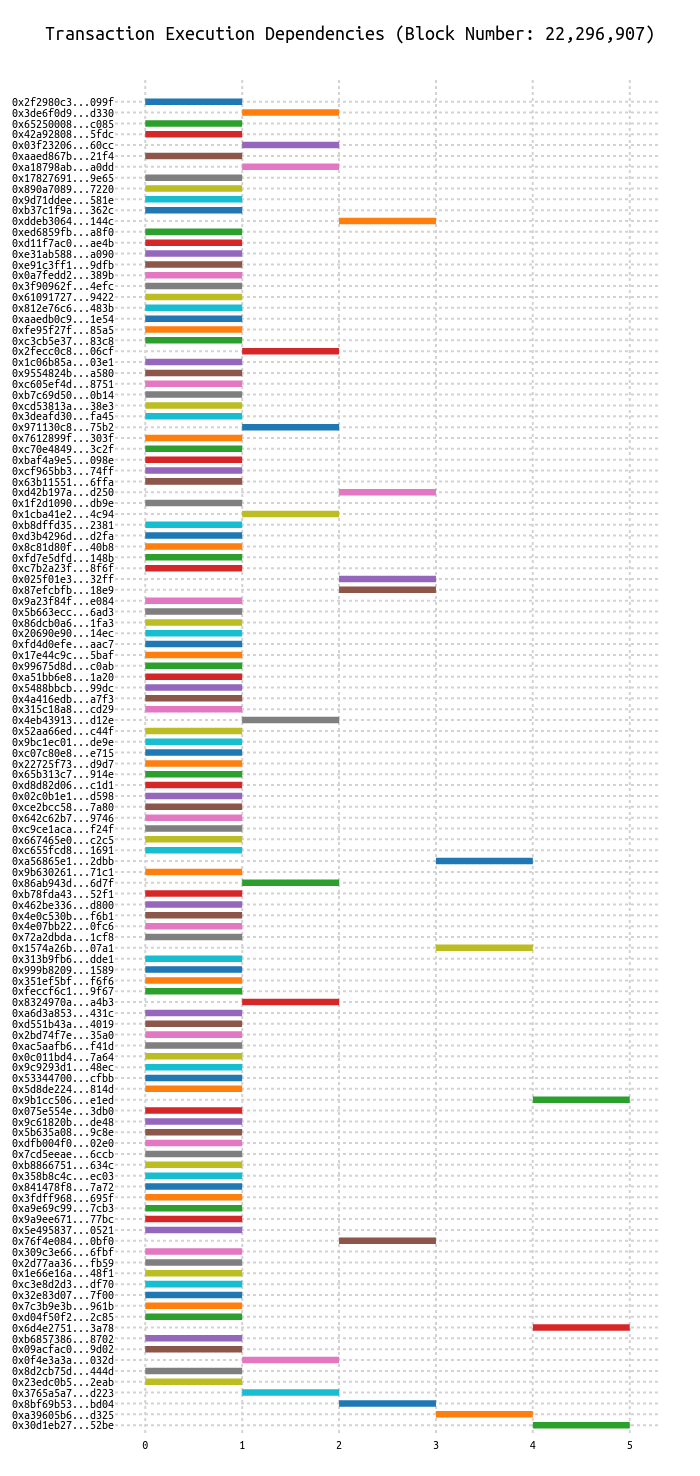 Transaction Execution Dependencies (Block Number: 22,296,907)
0x2f2980c3...099f
0x3de6f0d9...d330
0x65250008...c085
0x42a92808...5fdc
0x03f23206...60cc
0xaaed867b...21f4
0xa18798ab...a0dd
0x17827691...9e65
0x890a7089...7220
0x9d71ddee...581e
0xb37c1f9a...362c
0xddeb3064...144c
0xed6859fb...a8f0
0xd11f7ac0...ae4b
0xe31ab588...a090
0xe91c3ff1...9dfb
0x0a7fedd2...389b
0x3f90962f...4efc
0x61091727...9422
0x812e76c6...483b
0xaaedb0c9...1e54
0xfe95f27f...85a5
0xc3cb5e37...83c8
0x2fecc0c8...06cf
0x1c06b85a...03e1
0x9554824b...a580
0xc605ef4d...8751
0xb7c69d50...0b14
0xcd53813a...38e3
0x3deafd30...fa45
0x971130c8...75b2
0x7612899f...303f
0xc70e4849...3c2f
0xbaf4a9e5...098e
0xcf965bb3...74ff
0x63b11551...6ffa
0xd42b197a...d250
0x1f2d1090...db9e
0x1cba41e2...4c94
0xb8dffd35...2381
0xd3b4296d...d2fa
0x8c81d80f...40b8
0xfd7e5dfd...148b
0xc7b2a23f...8f6f
0x025f01e3...32ff
0x87efcbfb...18e9
0x9a23f84f...e084
0x5b663ecc...6ad3
0x86dcb0a6...1fa3
0x20690e90...14ec
0xfd4d0efe...aac7
0x17e44c9c...5baf
0x99675d8d...c0ab
0xa51bb6e8...1a20
0x5488bbcb...99dc
0x4a416edb...a7f3
0x315c18a8...cd29
0x4eb43913...d12e
0x52aa66ed...c44f
0x9bc1ec01...de9e
0xc07c80e8...e715
0x22725f73...d9d7
0x65b313c7...914e
0xd8d82d06...c1d1
0x02c0b1e1...d598
0xce2bcc58...7a80
0x642c62b7...9746
0xc9ce1aca...f24f
0x667465e0...c2c5
0xc655fcd8...1691
0xa56865e1...2dbb
0x9b630261...71c1
0x86ab943d...6d7f
0xb78fda43...52f1
0x462be336...d800
0x4e0c530b...f6b1
0x4e07bb22...0fc6
0x72a2dbda...1cf8
0x1574a26b...07a1
0x313b9fb6...dde1
0x999b8209...1589
0x351ef5bf...f6f6
0xfeccf6c1...9f67
0x8324970a...a4b3
0xa6d3a853...431c
0xd551b43a...4019
0x2bd74f7e...35a0
0xac5aafb6...f41d
0x0c011bd4...7a64
0x9c9293d1...48ec
0x53344700...cfbb
0x5d8de224...814d
0x9b1cc506...e1ed
0x075e554e...3db0
0x9c61820b...de48
0x5b635a08...9c8e
0xdfb004f0...02e0
0x7cd5eeae...6ccb
0xb8866751...634c
0x358b8c4c...ec03
0x841478f8...7a72
0x3fdff968...695f
0xa9e69c99...7cb3
0x9a9ee671...77bc
0x5e495837...0521
0x76f4e084...0bf0
0x309c3e66...6fbf
0x2d77aa36...fb59
0x1e66e16a...48f1
0xc3e8d2d3...df70
0x32e83d07...7f00
0x7c3b9e3b...961b
0xd04f50f2...2c85
0x6d4e2751...3a78
0xb6857386...8702
0x09acfac0...9d02
0x0f4e3a3a...032d
0x8d2cb75d...444d
0x23edc0b5...2eab
0x3765a5a7...d223
0x8bf69b53...bd04
0xa39605b6...d325
0x30d1eb27...52be
0 1 2 3 4 5